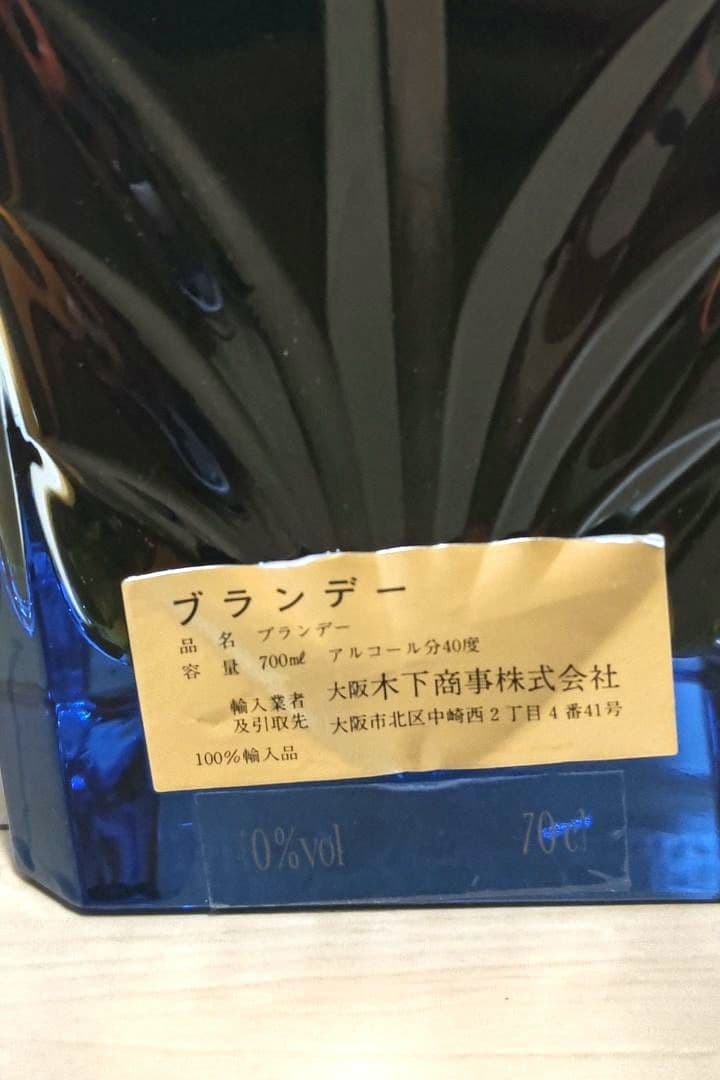 ブランデー
品名 ブランデー
容量 700㎖ アルコール分40度
輸入業者 大阪木下商事株式会社
及引取先 大阪市北区中崎西2丁目4番41号
100%輸入品
0%vol 70cl